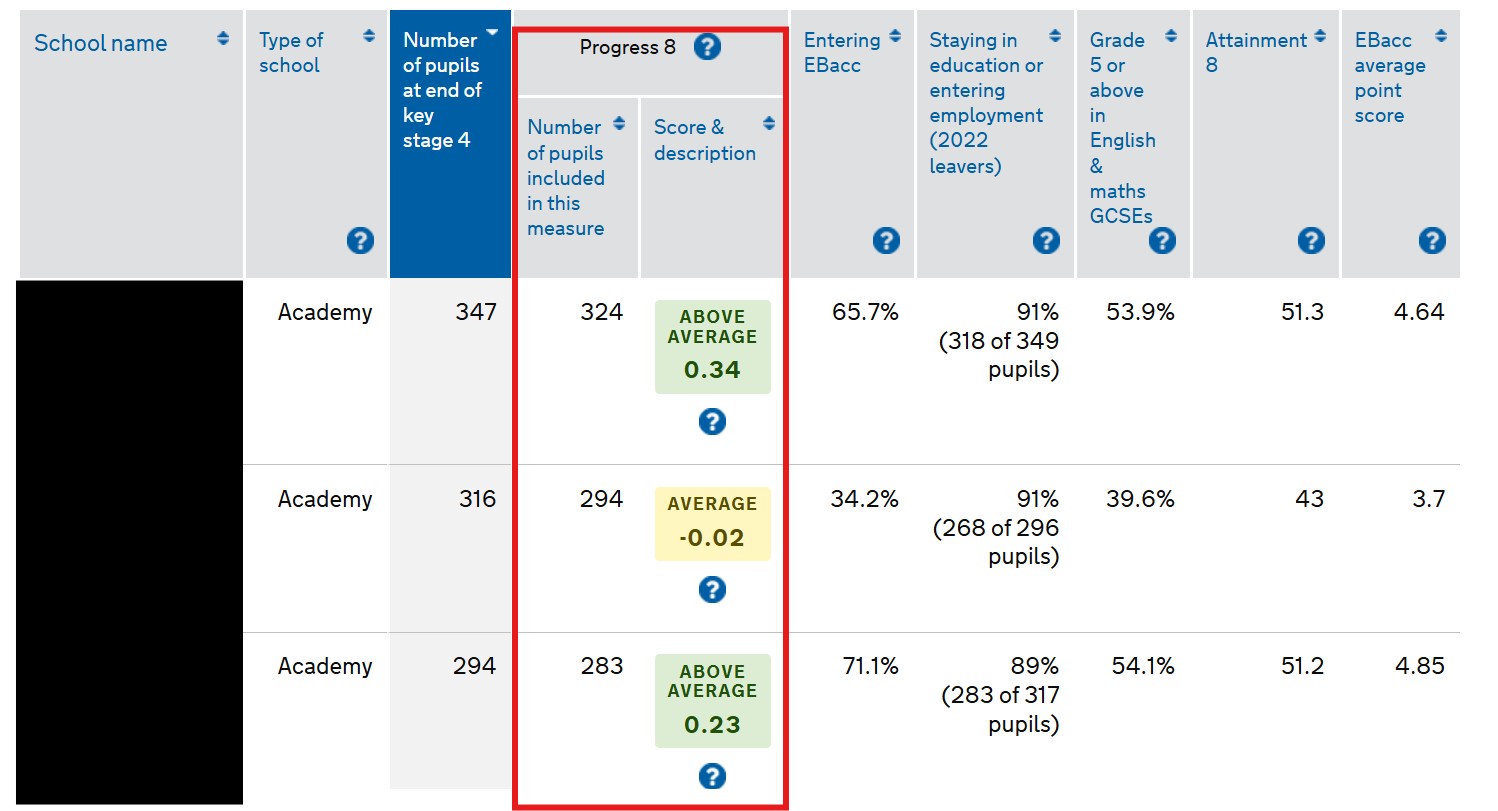 School name
Type of
school
Number
of pupils
at end of
key
stage 4
Progress 8 ?
Number
of pupils
included
in this
measure
Score &
description
Entering
EBacc
Staying in
education or
entering
employment
(2022
leavers)
Grade
5 or
above
in
English
&
maths
GCSEs
Attainment
8
EBacc
average
point
score
? ? ? ? ? ?
Academy 347 324 ABOVE AVERAGE 0.34 ? 65.7% 91% 53.9% 51.3 4.64
(318 of 349
pupils)
Academy 316 294 AVERAGE -0.02 ? 34.2% 91% 39.6% 43 3.7
(268 of 296
pupils)
Academy 294 283 ABOVE AVERAGE 0.23 ? 71.1% 89% 54.1% 51.2 4.85
(283 of 317
pupils)